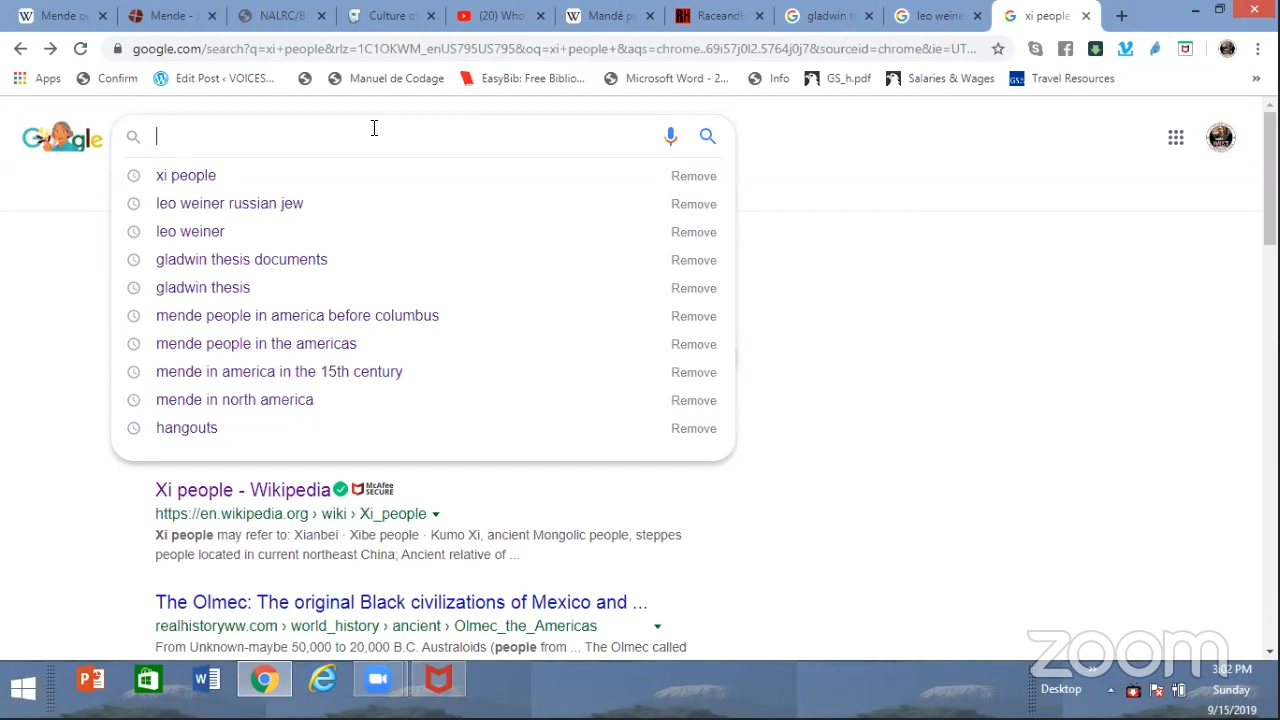 Mende pe
Mende -
NALRC/B
Culture o
(20) Who
Mandé p
RaceandH
gladwin t
leo weine
xi people
google.com/search?q=xi+people&rlz=1C1OKWM_enUS795US795&oq=xi+people+&aqs=chrome..69i57j0l2.5764j0j7&sourceid=chrome&ie=UT...
Apps Confirm Edit Post ‹ VOICES... Manuel de Codage EasyBib: Free Biblio... Microsoft Word - 2... Info GS_h.pdf Salaries & Wages Travel Resources »
Google
xi people Remove
leo weiner russian jew Remove
leo weiner Remove
gladwin thesis documents Remove
gladwin thesis Remove
mende people in america before columbus Remove
mende people in the americas Remove
mende in america in the 15th century Remove
mende in north america Remove
hangouts Remove
Xi people - Wikipedia McAfee SECURE
https://en.wikipedia.org › wiki › Xi_people
Xi people may refer to: Xianbei · Xibe people · Kumo Xi, ancient Mongolic people, steppes
people located in current northeast China; Ancient relative of ...
The Olmec: The original Black civilizations of Mexico and ...
realhistoryww.com › world_history › ancient › Olmec_the_Americas
From Unknown-maybe 50,000 to 20,000 B.C. Australoids (people from ... The Olmec called
zoom
Desktop
3:02 PM
Sunday
9/15/2019